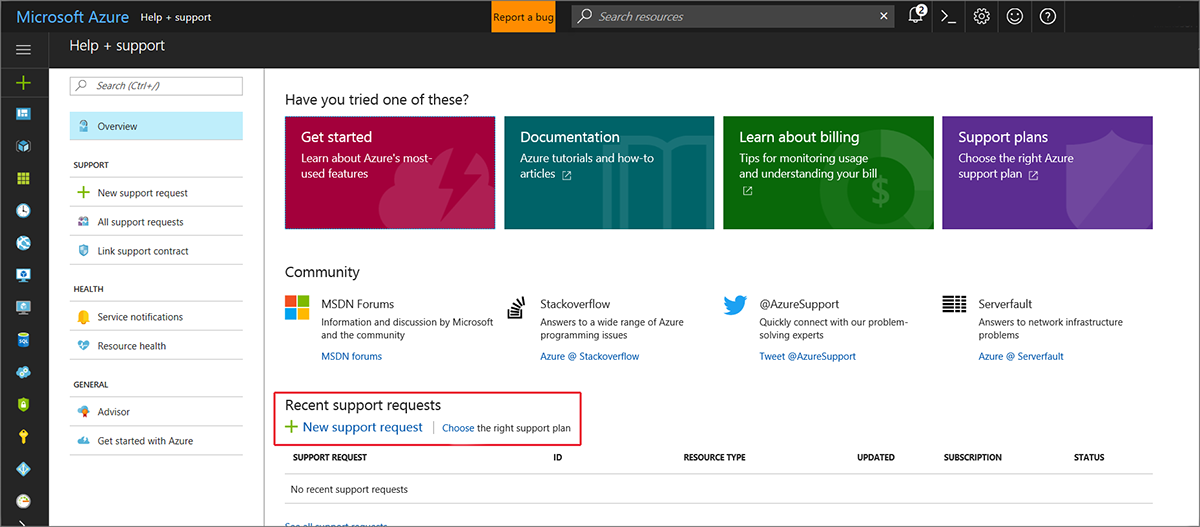 Microsoft Azure Help + support
Report a bug
Search resources
2
Help + support
Search (Ctrl+/)
Overview
SUPPORT
New support request
All support requests
Link support contract
HEALTH
Service notifications
Resource health
GENERAL
Advisor
Get started with Azure
Have you tried one of these?
Get started
Learn about Azure's most-
used features
Documentation
Azure tutorials and how-to
articles
Learn about billing
Tips for monitoring usage
and understanding your bill
$
Support plans
Choose the right Azure
support plan
Community
MSDN Forums
Information and discussion by Microsoft
and the community
MSDN forums
Stackoverflow
Answers to a wide range of Azure
programming issues
Azure @ Stackoverflow
@AzureSupport
Quickly connect with our problem-
solving experts
Tweet @AzureSupport
Serverfault
Answers to network infrastructure
problems
Azure @ Serverfault
Recent support requests
New support request Choose the right support plan
SUPPORT REQUEST ID RESOURCE TYPE UPDATED SUBSCRIPTION STATUS
No recent support requests
See all support requests
SQL